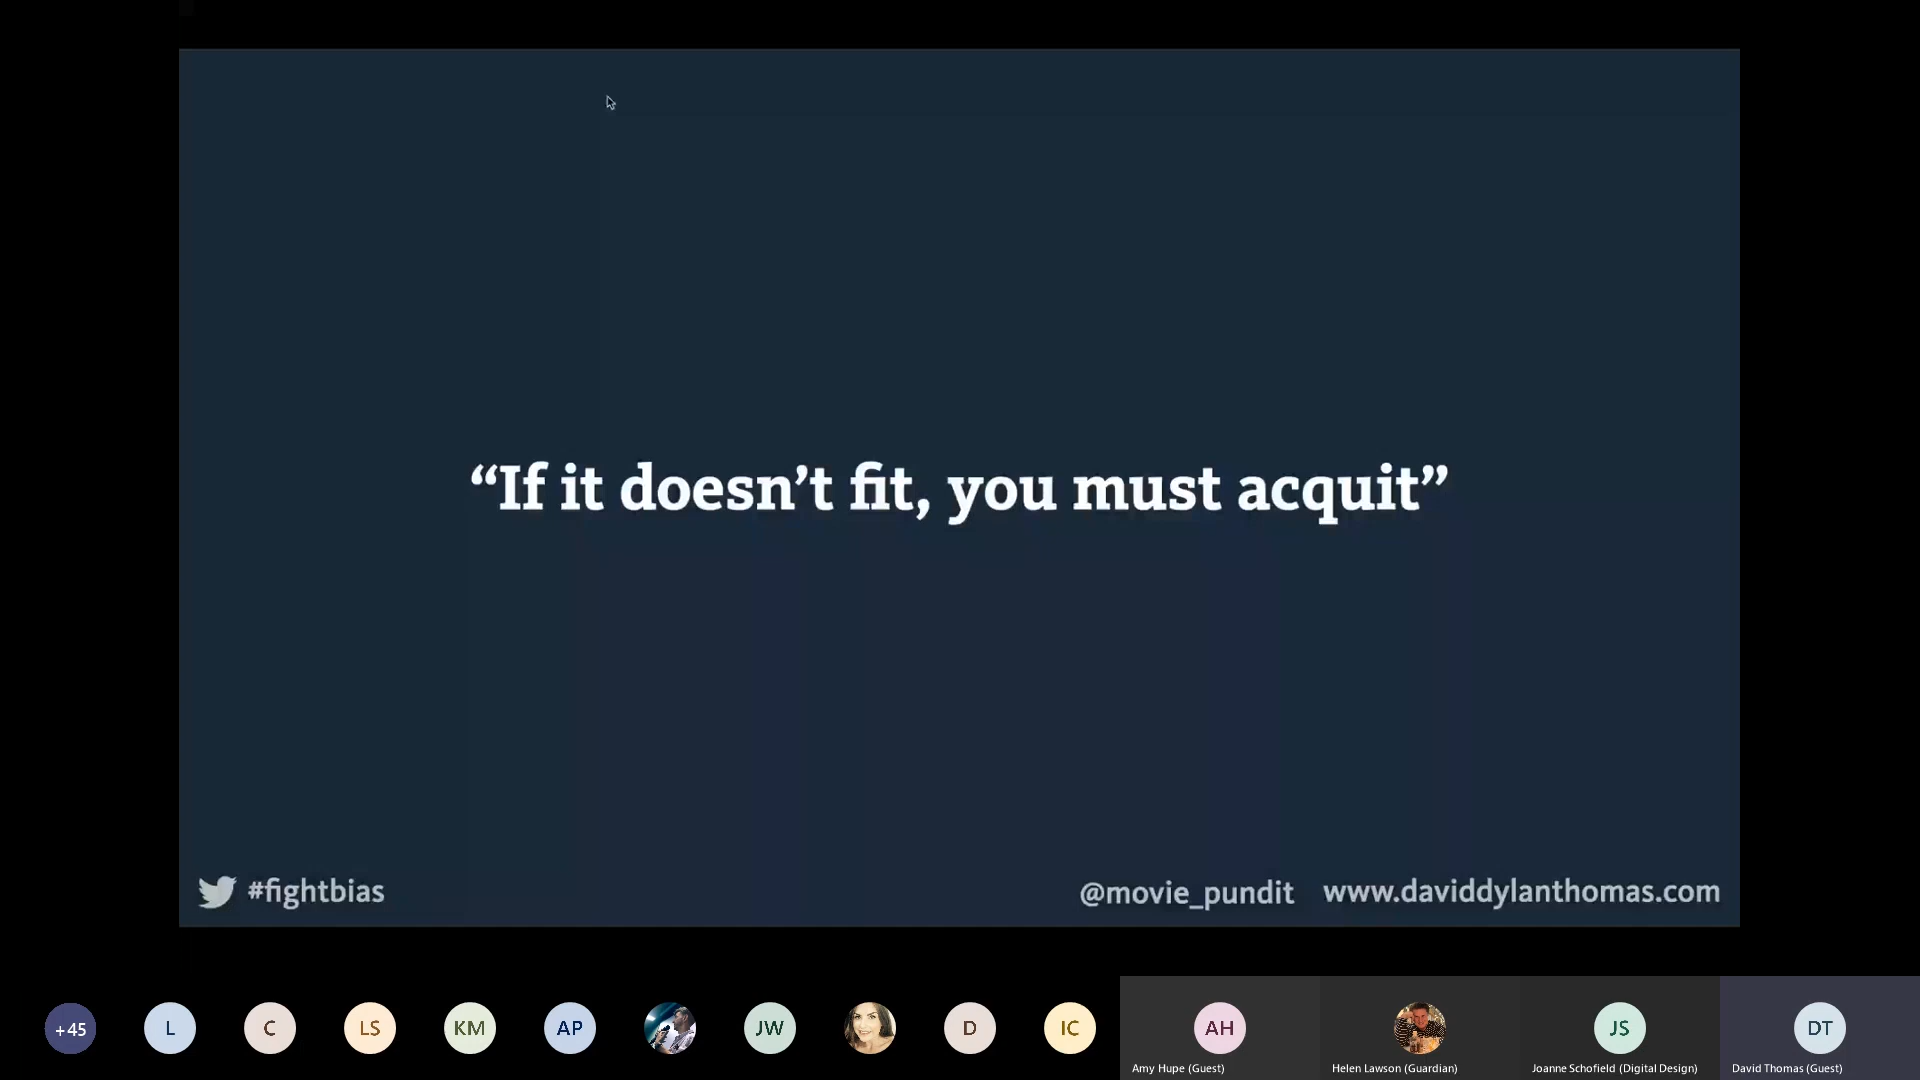 “If it doesn’t fit, you must acquit”
#fightbias
@movie_pundit www.daviddylanthomas.com
+45 L C LS KM AP JW D IC AH JS DT
Amy Hupe (Guest) Helen Lawson (Guardian) Joanne Schofield (Digital Design) David Thomas (Guest)